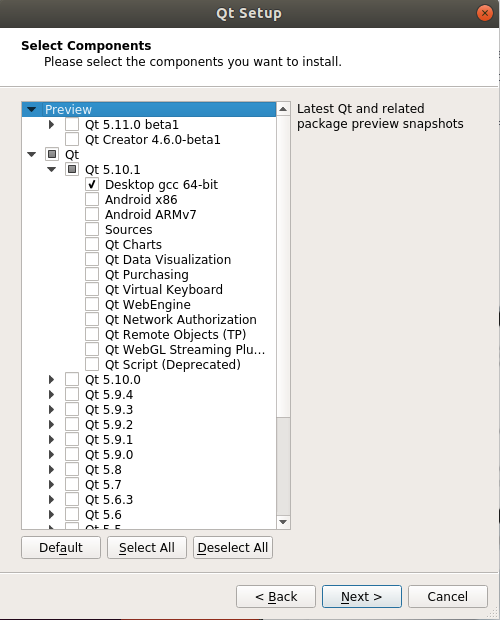 Qt Setup
Select Components
Please select the components you want to install.
Preview
Qt 5.11.0 beta1
Qt Creator 4.6.0-beta1
Qt
Qt 5.10.1
Desktop gcc 64-bit
Android x86
Android ARMv7
Sources
Qt Charts
Qt Data Visualization
Qt Purchasing
Qt Virtual Keyboard
Qt WebEngine
Qt Network Authorization
Qt Remote Objects (TP)
Qt WebGL Streaming Plu...
Qt Script (Deprecated)
Qt 5.10.0
Qt 5.9.4
Qt 5.9.3
Qt 5.9.2
Qt 5.9.1
Qt 5.9.0
Qt 5.8
Qt 5.7
Qt 5.6.3
Qt 5.6
Qt 5.5
Latest Qt and related
package preview snapshots
Default
Select All
Deselect All
< Back
Next >
Cancel